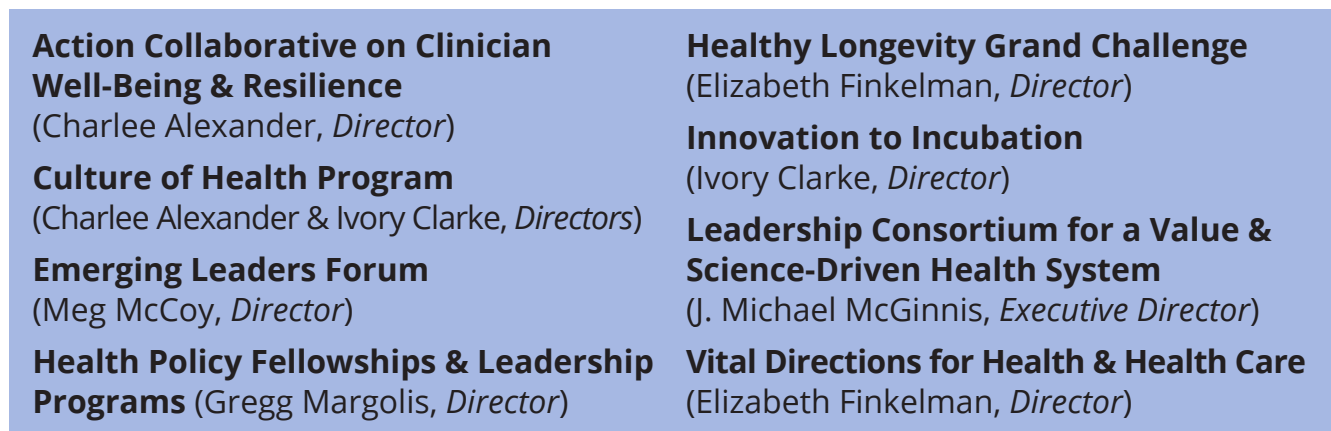 Action Collaborative on Clinician
Well-Being & Resilience
(Charlee Alexander, Director)
Culture of Health Program
(Charlee Alexander & Ivory Clarke, Directors)
Emerging Leaders Forum
(Meg McCoy, Director)
Health Policy Fellowships & Leadership
Programs (Gregg Margolis, Director)
Healthy Longevity Grand Challenge
(Elizabeth Finkelman, Director)
Innovation to Incubation
(Ivory Clarke, Director)
Leadership Consortium for a Value &
Science-Driven Health System
(J. Michael McGinnis, Executive Director)
Vital Directions for Health & Health Care
(Elizabeth Finkelman, Director)